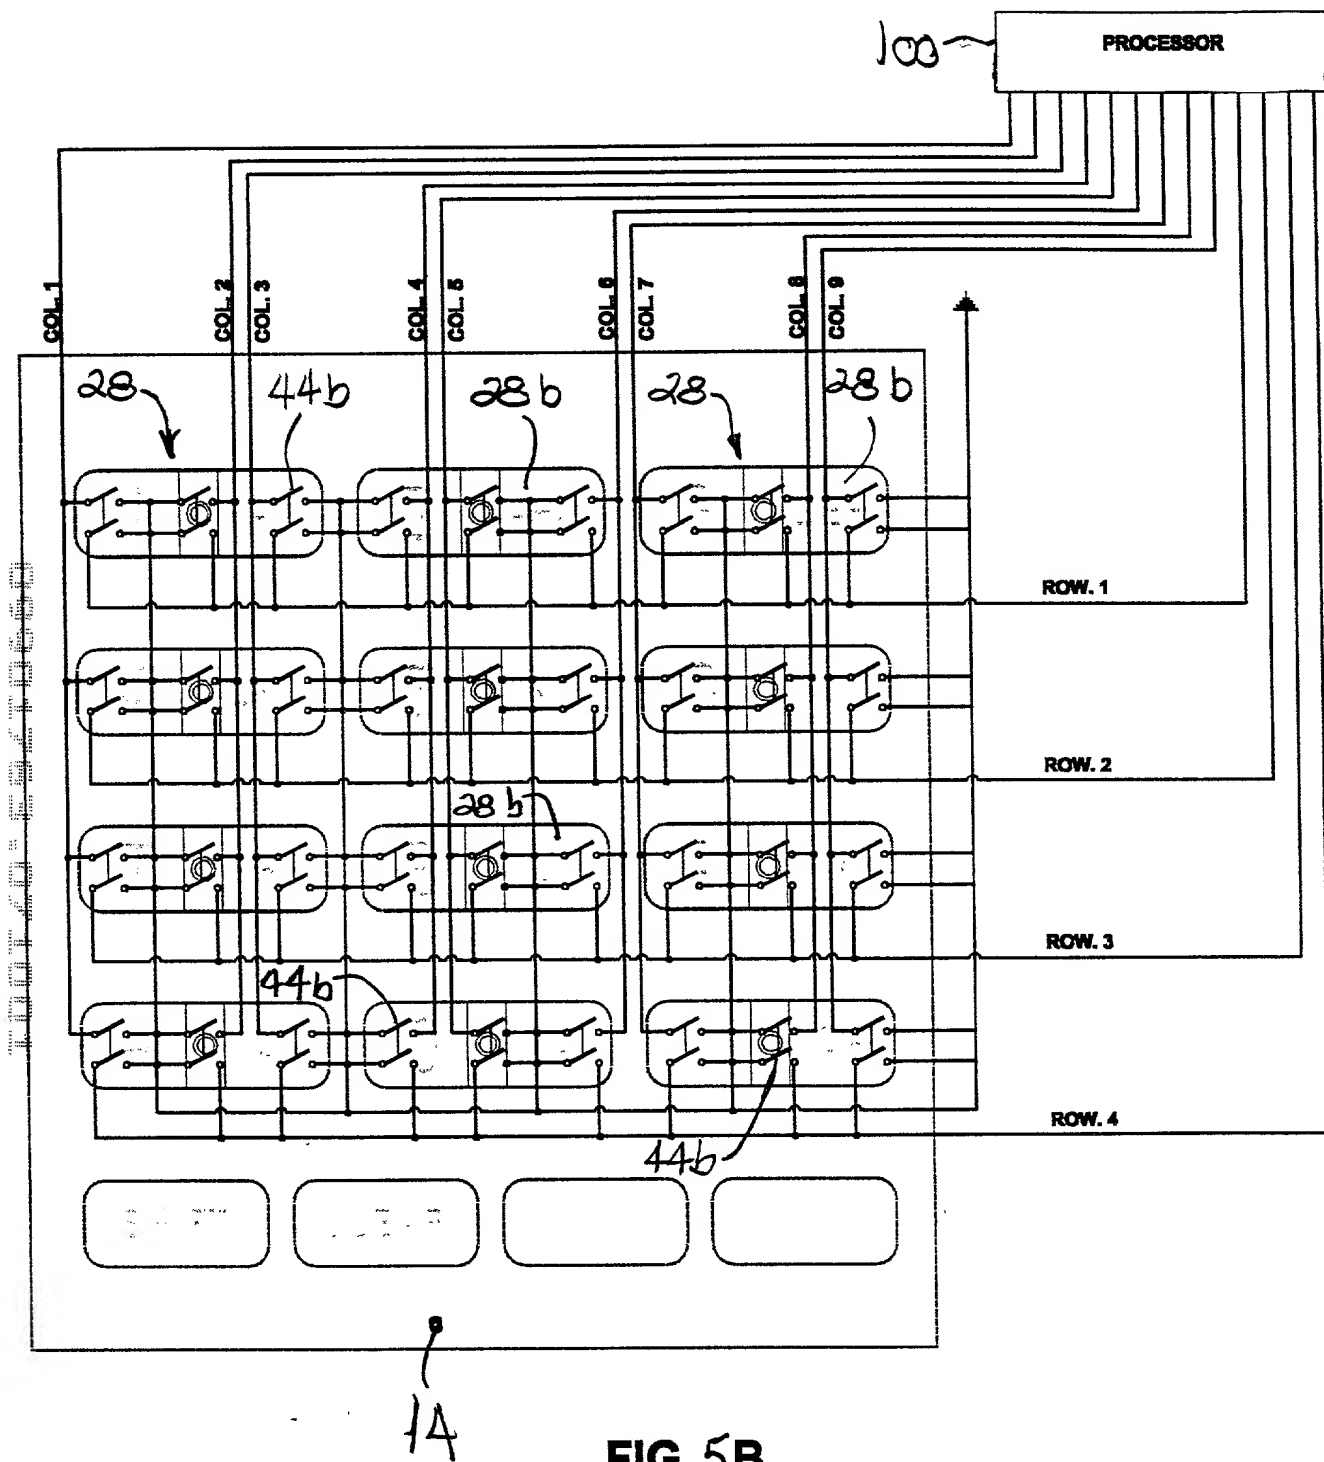 100
PROCESSOR
COL. 1
COL. 2
COL. 3
COL. 4
COL. 5
COL. 6
COL. 7
COL. 8
COL. 9
28
44b
28b
28
28b
ROW. 1
ROW. 2
28b
ROW. 3
44b
ROW. 4
44b
14
FIG. 5B